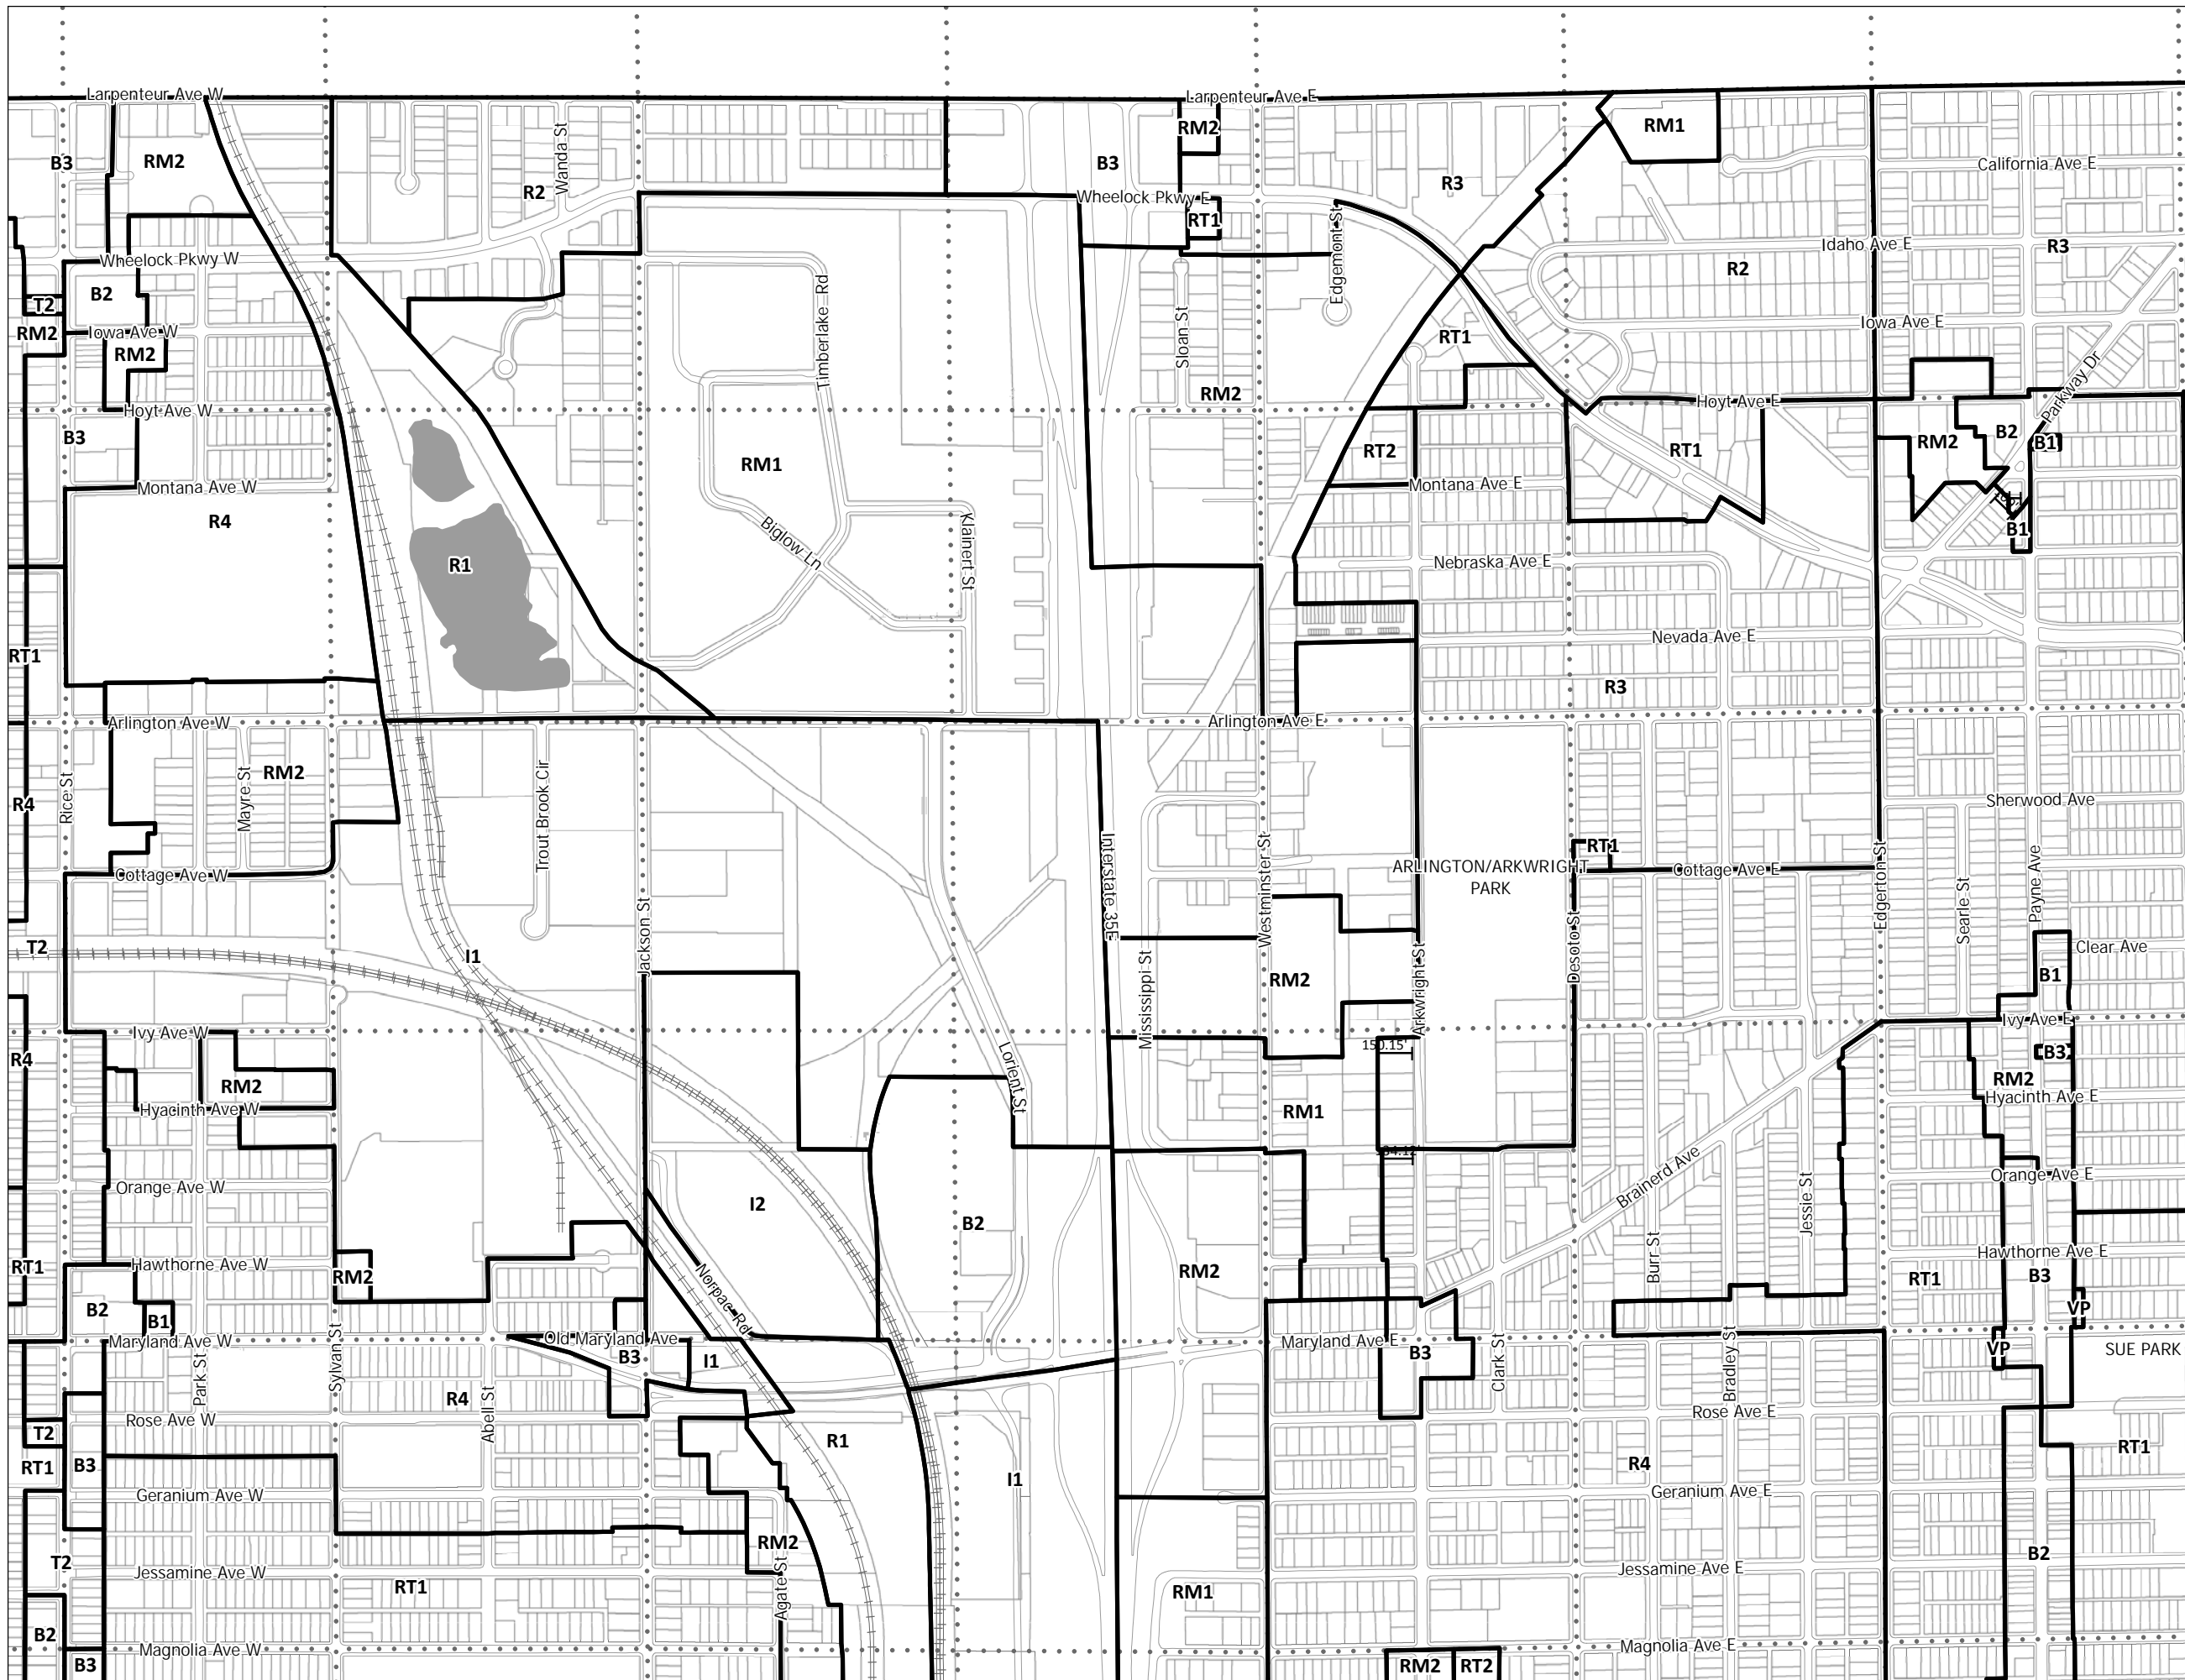 Larpenteur Ave W
Larpenteur Ave E
RM2
RM1
B3
RM2
B3
California Ave E
Wanda St
R2
R3
Wheelock Pkwy E
RT1
Idaho Ave E
R3
Wheelock Pkwy W
Edgemont St
R2
B2
T2
Timberlake Rd
Iowa Ave W
RM2
Iowa Ave E
Sloan St
RT1
RM2
Parkway Dr
RM2
Hoyt Ave W
Hoyt Ave E
B3
RM1
RT2
RT1
RM2
B2
B1
Montana Ave W
Montana Ave E
R4
Biglow Ln
Klainert St
B1
R1
Nebraska Ave E
Nevada Ave E
RT1
R3
Arlington Ave W
Arlington Ave E
RM2
Rice St
Mayre St
R4
Trout Brook Cir
Interstate 35E
Westminster St
Sherwood Ave
RT1
ARLINGTON/ARKWRIGHT
PARK
Cottage Ave W
Cottage Ave E
Edgerton St
Searle St
Payne Ave
Jackson St
Desoto St
T2
I1
Clear Ave
Mississippi St
RM2
Arkwright St
B1
Ivy Ave W
Ivy Ave E
150.15'
R4
Lorient St
B3
RM2
RM2
Hyacinth Ave W
Hyacinth Ave E
RM1
Brainerd Ave
Orange Ave W
Orange Ave E
I2
Jessie St
B2
Burr St
Hawthorne Ave W
Hawthorne Ave E
RT1
RM2
RM2
RT1
B3
Norpac Rd
B2
B1
VP
Maryland Ave W
Old Maryland Ave
Maryland Ave E
Sylvan St
Park St
B3
I1
B3
Clark St
Bradley St
VP
SUE PARK
R4
Abell St
Rose Ave W
Rose Ave E
T2
R1
RT1
RT1
B3
I1
R4
Geranium Ave W
Geranium Ave E
RM2
T2
B2
Jessamine Ave W
Jessamine Ave E
RT1
Agate St
RM1
B2
Magnolia Ave W
Magnolia Ave E
B3
RM2
RT2